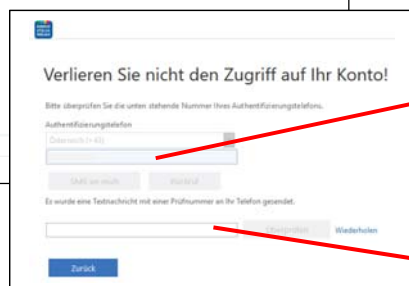 Verlieren Sie nicht den Zugriff auf Ihr Konto!
Bitte überprüfen Sie die unten stehende Nummer Ihres Authentifizierungstelefons.
Authentifizierungstelefon
Österreich (+43)
SMS an mich
Rückruf
Es wurde eine Textnachricht mit einer Prüfnummer an Ihr Telefon gesendet.
Überprüfen
Wiederholen
Zurück